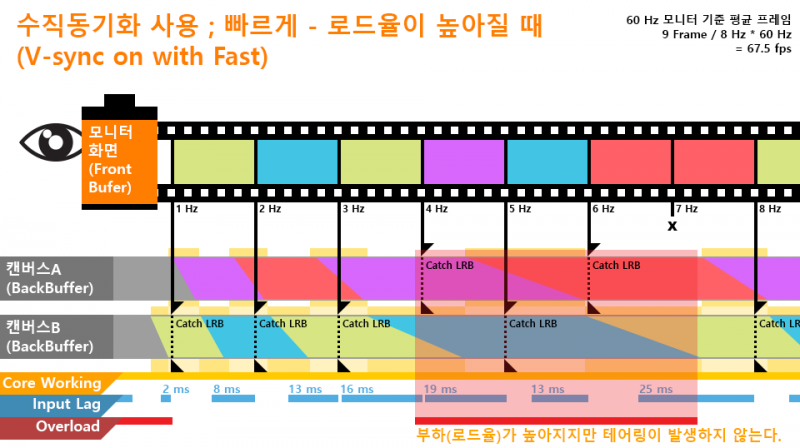 수직동기화 사용 ; 빠르게 - 로드율이 높아질 때
(V-sync on with Fast)
60 Hz 모니터 기준 평균 프레임
9 Frame / 8 Hz * 60 Hz
= 67.5 fps
모니터
화면
(Front
Bufer)
1 Hz
2 Hz
3 Hz
4 Hz
5 Hz
6 Hz
7 Hz
8 Hz
x
캔버스A
(BackBuffer)
Catch LRB
Catch LRB
캔버스B
(BackBuffer)
Catch LRB
Catch LRB
Catch LRB
Catch LRB
Catch LRB
Core Working
Input Lag
2 ms
8 ms
13 ms
16 ms
19 ms
13 ms
25 ms
Overload
부하(로드율)가 높아지지만 테어링이 발생하지 않는다.